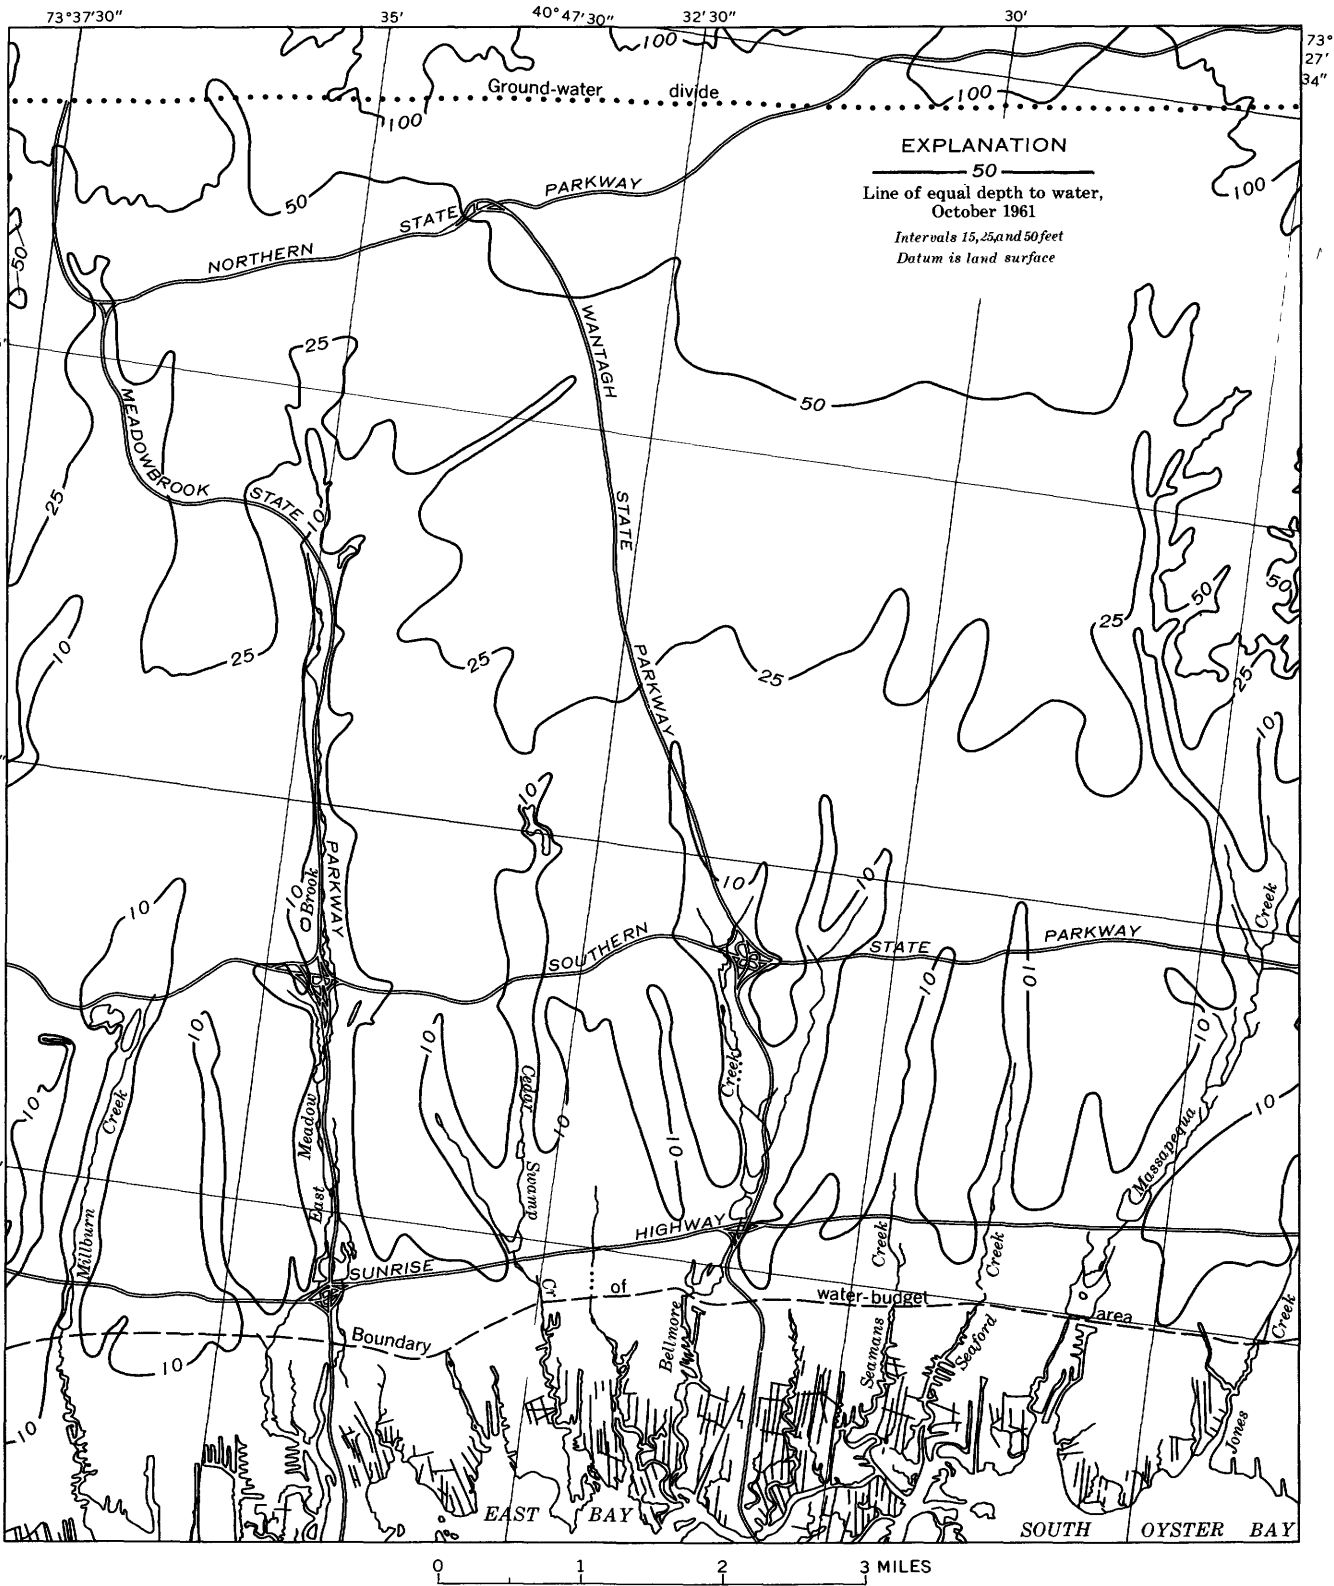 73°37'30"
35'
40°47'30"
32'30"
30'
73°
27'
34"
100
Ground-water divide
100
100
EXPLANATION
50
Line of equal depth to water,
October 1961
Intervals 15,25,and 50 feet
Datum is land surface
100
50
NORTHERN STATE PARKWAY
50
WANTAGH STATE PARKWAY
25
50
MEADOWBROOK STATE PARKWAY
25
10
50
50
10
25
25
25
25
25
10
10
10
10
10
10
10
Brook
Creek
SOUTHERN STATE PARKWAY
10
10
10
10
10
Creek
10
Meadow
East
Cedar
Swamp
Cr
10
10
Creek
Massapequa
10
Millburn
SUNRISE HIGHWAY
Creek
Creek
Boundary of water-budget area
Bellmore
Seamans
Seaford
Creek
10
10
Jones
EAST BAY
SOUTH OYSTER BAY
0 1 2 3 MILES